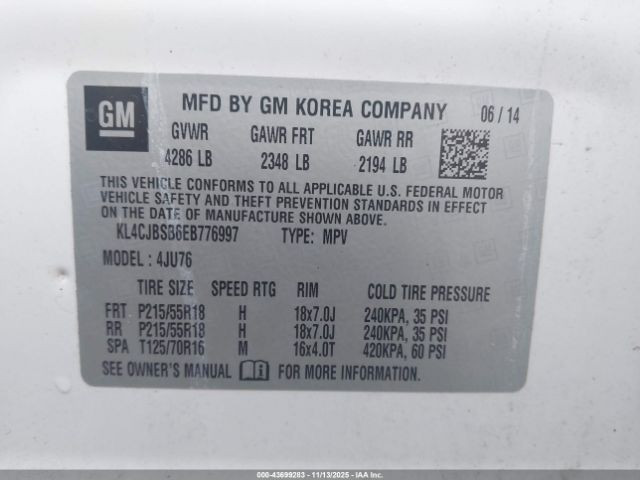 GM
MFD BY GM KOREA COMPANY 06 / 14
GVWR GAWR FRT GAWR RR
4286 LB 2348 LB 2194 LB
THIS VEHICLE CONFORMS TO ALL APPLICABLE U.S. FEDERAL MOTOR
VEHICLE SAFETY AND THEFT PREVENTION STANDARDS IN EFFECT
ON THE DATE OF MANUFACTURE SHOWN ABOVE.
KL4CJBSB6EB776997 TYPE: MPV
MODEL : 4JU76
TIRE SIZE SPEED RTG RIM COLD TIRE PRESSURE
FRT P215/55R18 H 18x7.0J 240KPA, 35 PSI
RR P215/55R18 H 18x7.0J 240KPA, 35 PSI
SPA T125/70R16 M 16x4.0T 420KPA, 60 PSI
SEE OWNER'S MANUAL FOR MORE INFORMATION.
000-43699283 - 11/13/2025 - COPART